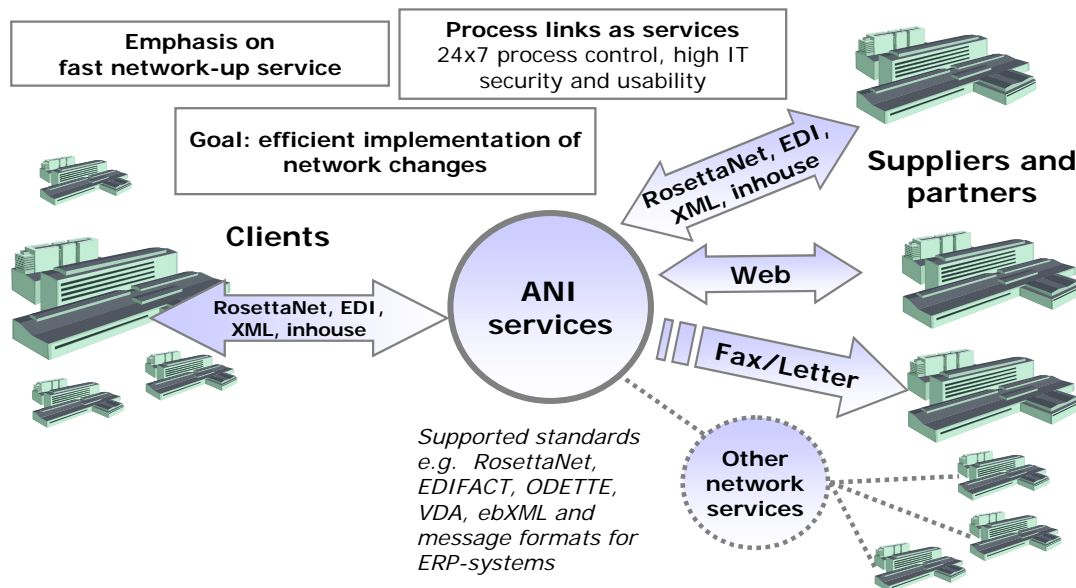 Emphasis on
fast network-up service
Process links as services
24x7 process control, high IT
security and usability
Goal: efficient implementation of
network changes
Clients
RosettaNet, EDI,
XML, inhouse
ANI
services
RosettaNet, EDI,
XML, inhouse
Suppliers and
partners
Web
Fax/Letter
Supported standards
e.g. RosettaNet,
EDIFACT, ODETTE,
VDA, ebXML and
message formats for
ERP-systems
Other
network
services